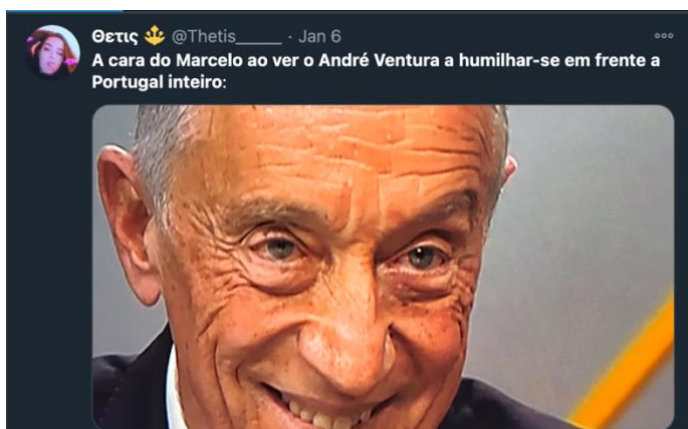 Θετις @Thetis_____ · Jan 6
A cara do Marcelo ao ver o André Ventura a humilhar-se em frente a
Portugal inteiro: